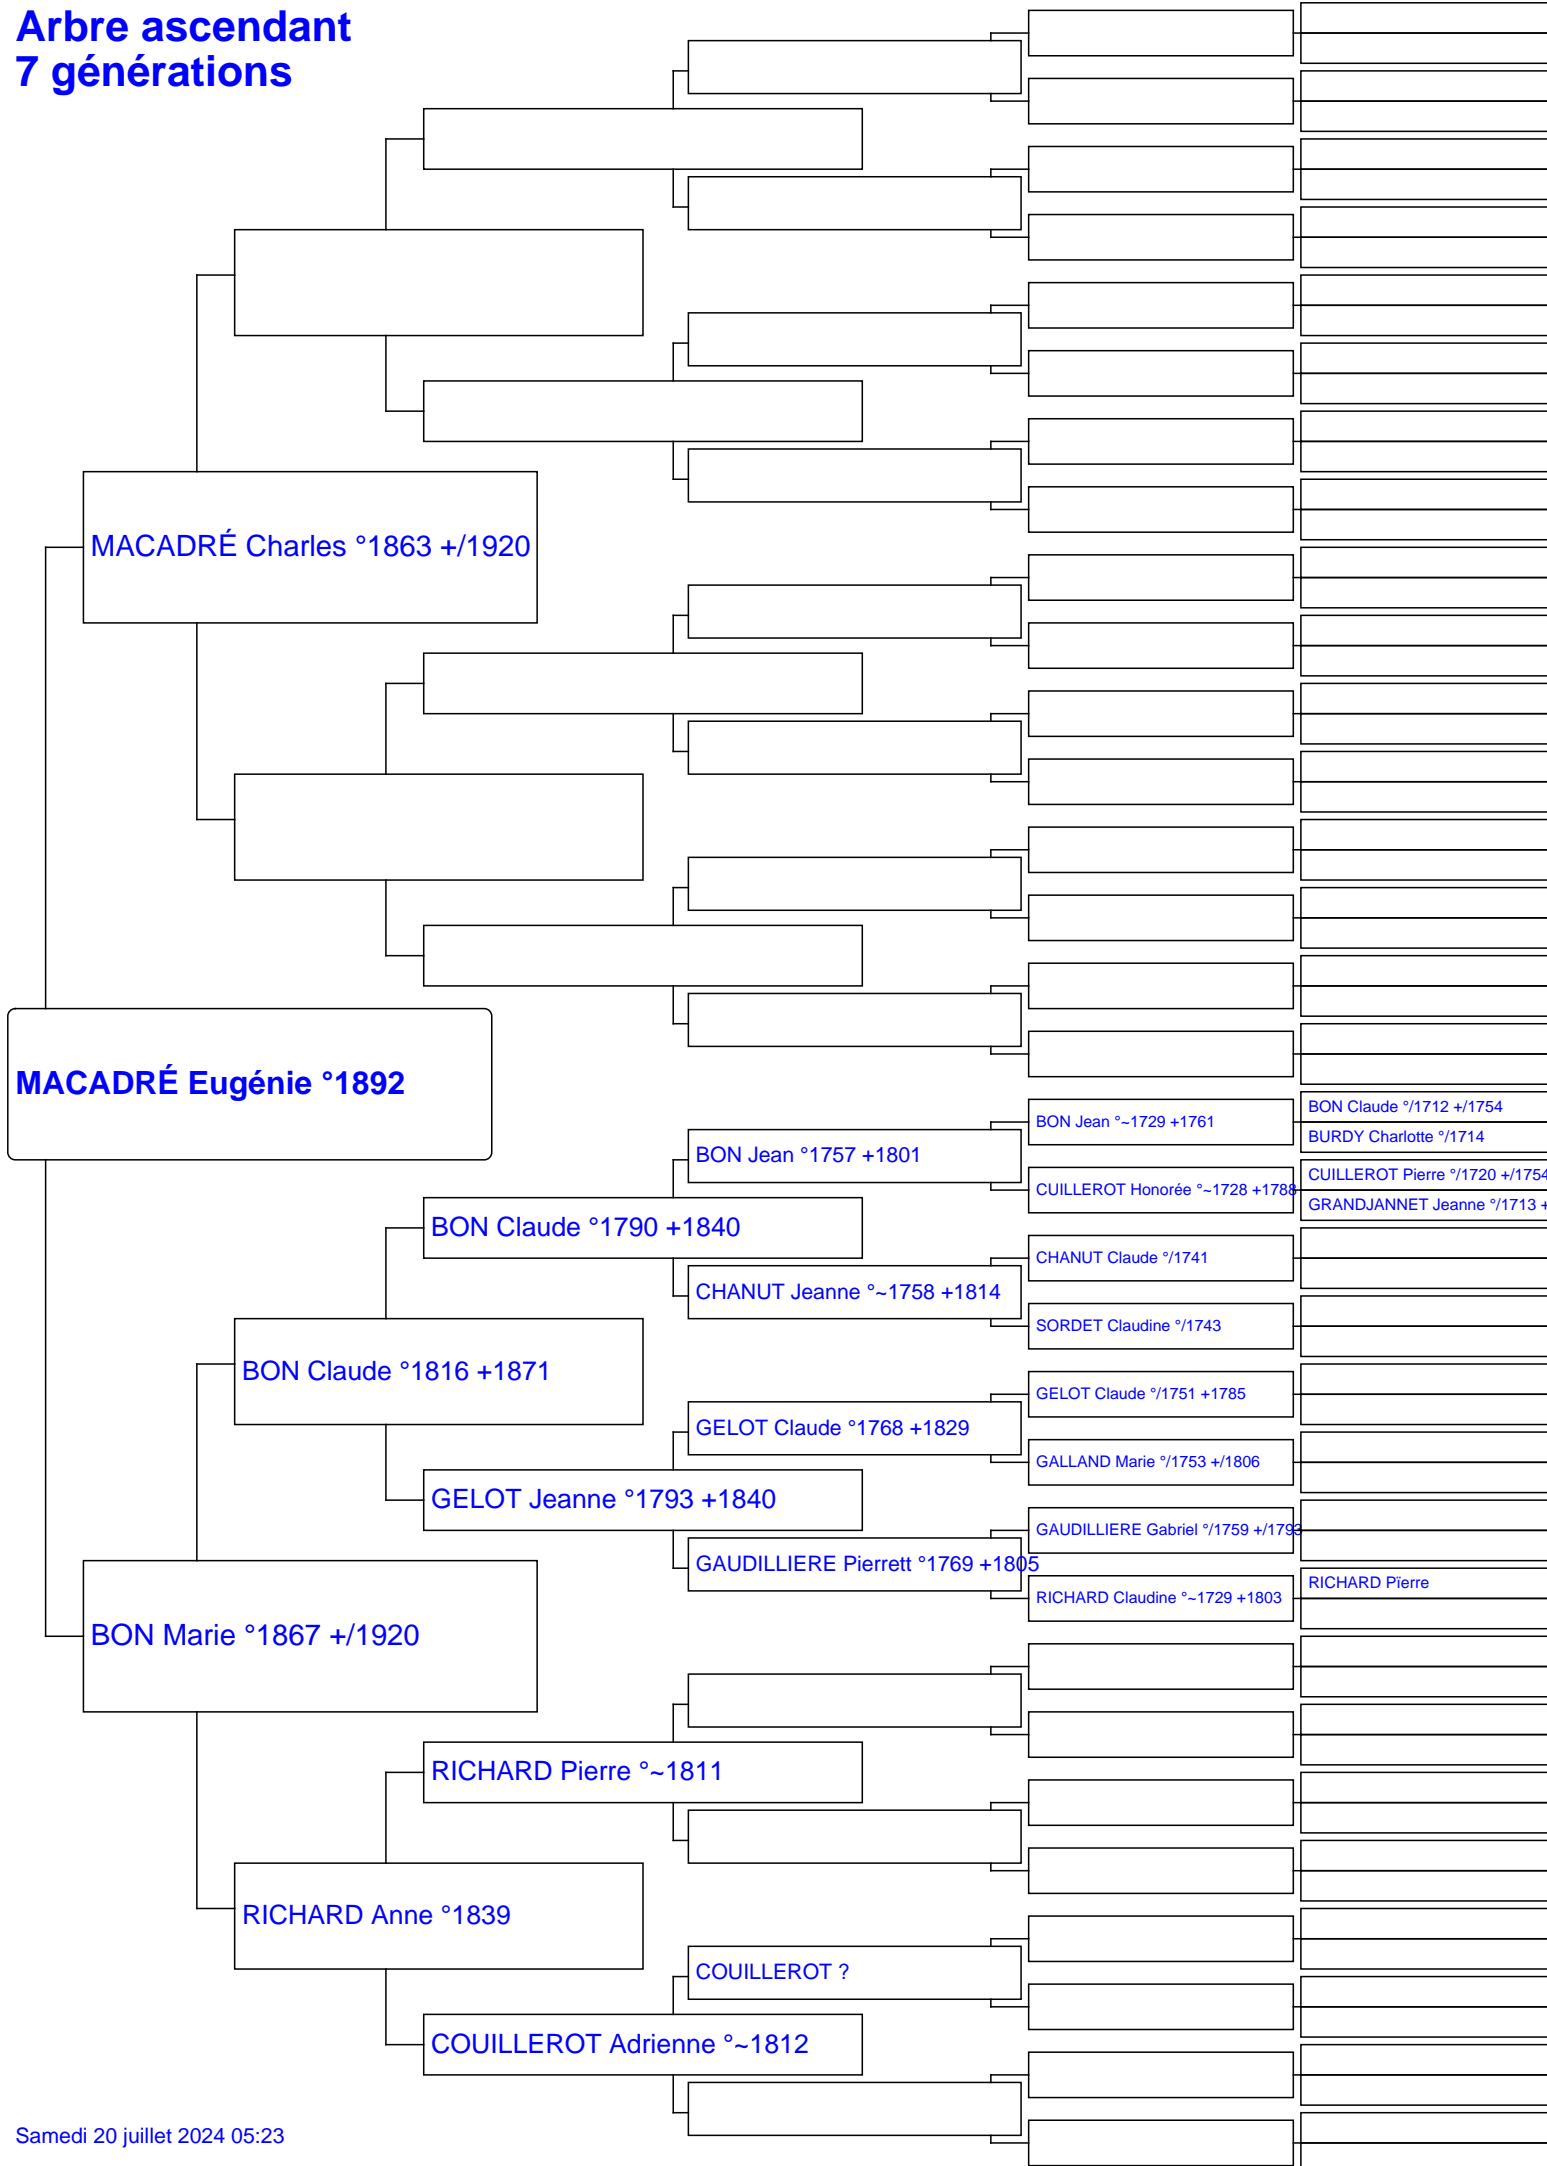 Arbre ascendant
7 générations
MACADRÉ Charles °1863 +/1920
MACADRÉ Eugénie °1892
BON Claude °/1712 +/1754
BON Jean °~1729 +1761
BURDY Charlotte °/1714
BON Jean °1757 +1801
CUILLEROT Pierre °/1720 +/1754
CUILLEROT Honorée °~1728 +1788
GRANDJANNET Jeanne °/1713 +
BON Claude °1790 +1840
CHANUT Claude °/1741
CHANUT Jeanne °~1758 +1814
SORDET Claudine °/1743
BON Claude °1816 +1871
GELOT Claude °/1751 +1785
GELOT Claude °1768 +1829
GALLAND Marie °/1753 +/1806
GELOT Jeanne °1793 +1840
GAUDILLIERE Gabriel °/1759 +/1793
GAUDILLIERE Pierrett °1769 +1805
RICHARD Pïerre
RICHARD Claudine °~1729 +1803
BON Marie °1867 +/1920
RICHARD Pierre °~1811
RICHARD Anne °1839
COUILLEROT ?
COUILLEROT Adrienne °~1812
Samedi 20 juillet 2024 05:23